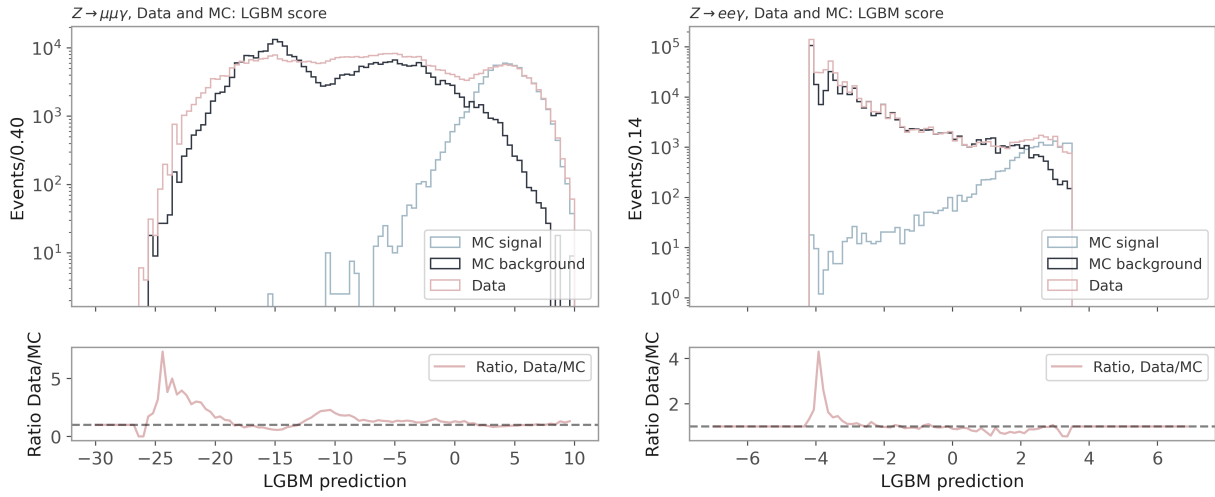 Z → μμγ, Data and MC: LGBM score
Events/0.40
10⁴
10³
10²
10¹
MC signal
MC background
Data
Ratio Data/MC
5
0
Ratio, Data/MC
−30 −25 −20 −15 −10 −5 0 5 10
LGBM prediction
Z → eeγ, Data and MC: LGBM score
Events/0.14
10⁵
10⁴
10³
10²
10¹
10⁰
MC signal
MC background
Data
Ratio Data/MC
4
2
Ratio, Data/MC
−6 −4 −2 0 2 4 6
LGBM prediction